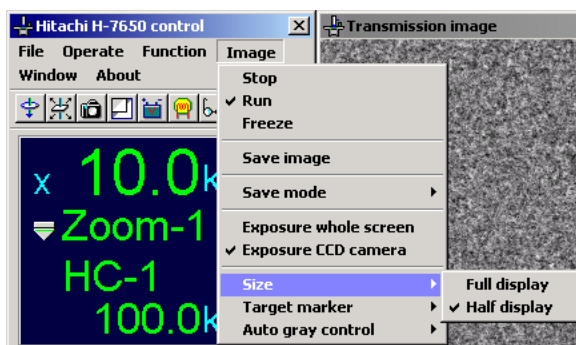 Hitachi H-7650 control
Transmission image
File Operate Function Image
Window About
Stop
Run
Freeze
Save image
Save mode
Exposure whole screen
Exposure CCD camera
Size
Target marker
Auto gray control
Full display
Half display
x 10.0k
Zoom-1
HC-1
100.0k